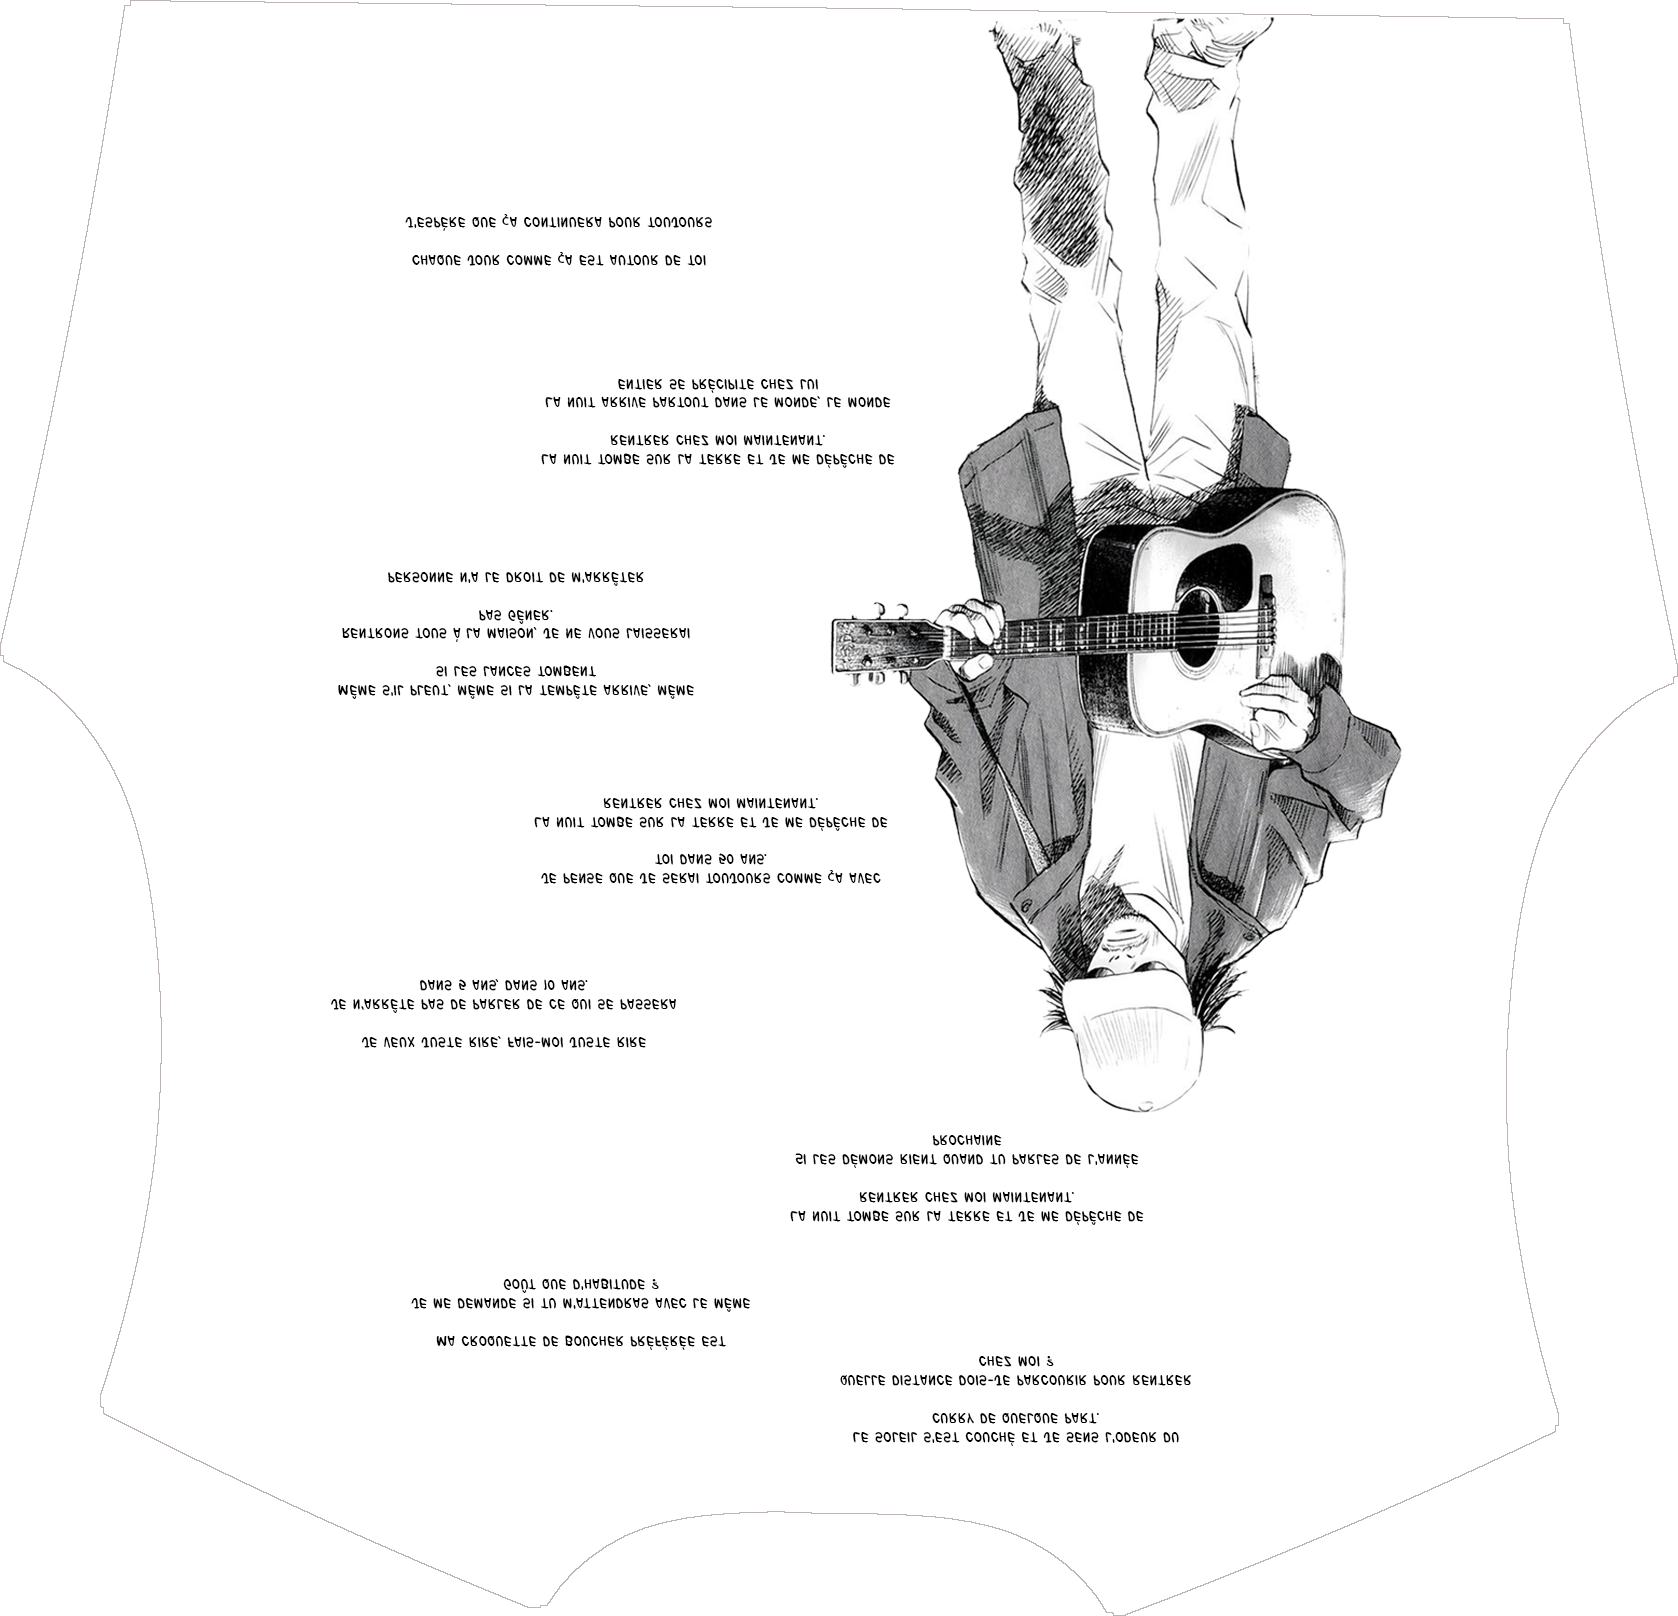 LE SOLEIL S'EST COUCHÉ ET JE SENS L'ODEUR DU
CURRY DE QUELQUE PART.
QUELLE DISTANCE DOIS-JE PARCOURIR POUR RENTRER
CHEZ MOI ?
MA CROQUETTE DE BOUCHER PRÉFÉRÉE EST
JE ME DEMANDE SI TU M'ATTENDRAS AVEC LE MÊME
GOÛT QUE D'HABITUDE ?
LA NUIT TOMBE SUR LA TERRE ET JE ME DÉPÊCHE DE
RENTRER CHEZ MOI MAINTENANT.
SI LES DÉMONS RIENT QUAND TU PARLES DE L'ANNÉE
PROCHAINE
JE VEUX JUSTE RIRE, FAIS-MOI JUSTE RIRE
JE N'ARRÊTE PAS DE PARLER DE CE QUI SE PASSERA
DANS 5 ANS, DANS 10 ANS.
JE PENSE QUE JE SERAI TOUJOURS COMME ÇA AVEC
TOI DANS 50 ANS.
LA NUIT TOMBE SUR LA TERRE ET JE ME DÉPÊCHE DE
RENTRER CHEZ MOI MAINTENANT.
MÊME S'IL PLEUT, MÊME SI LA TEMPÊTE ARRIVE, MÊME
SI LES LANCES TOMBENT
RENTRONS TOUS À LA MAISON, JE NE VOUS LAISSERAI
PAS GÊNER.
PERSONNE N'A LE DROIT DE M'ARRÊTER
LA NUIT TOMBE SUR LA TERRE ET JE ME DÉPÊCHE DE
RENTRER CHEZ MOI MAINTENANT.
LA NUIT ARRIVE PARTOUT DANS LE MONDE, LE MONDE
ENTIER SE PRÉCIPITE CHEZ LUI
CHAQUE JOUR COMME ÇA EST AUTOUR DE TOI
J'ESPÈRE QUE ÇA CONTINUERA POUR TOUJOURS